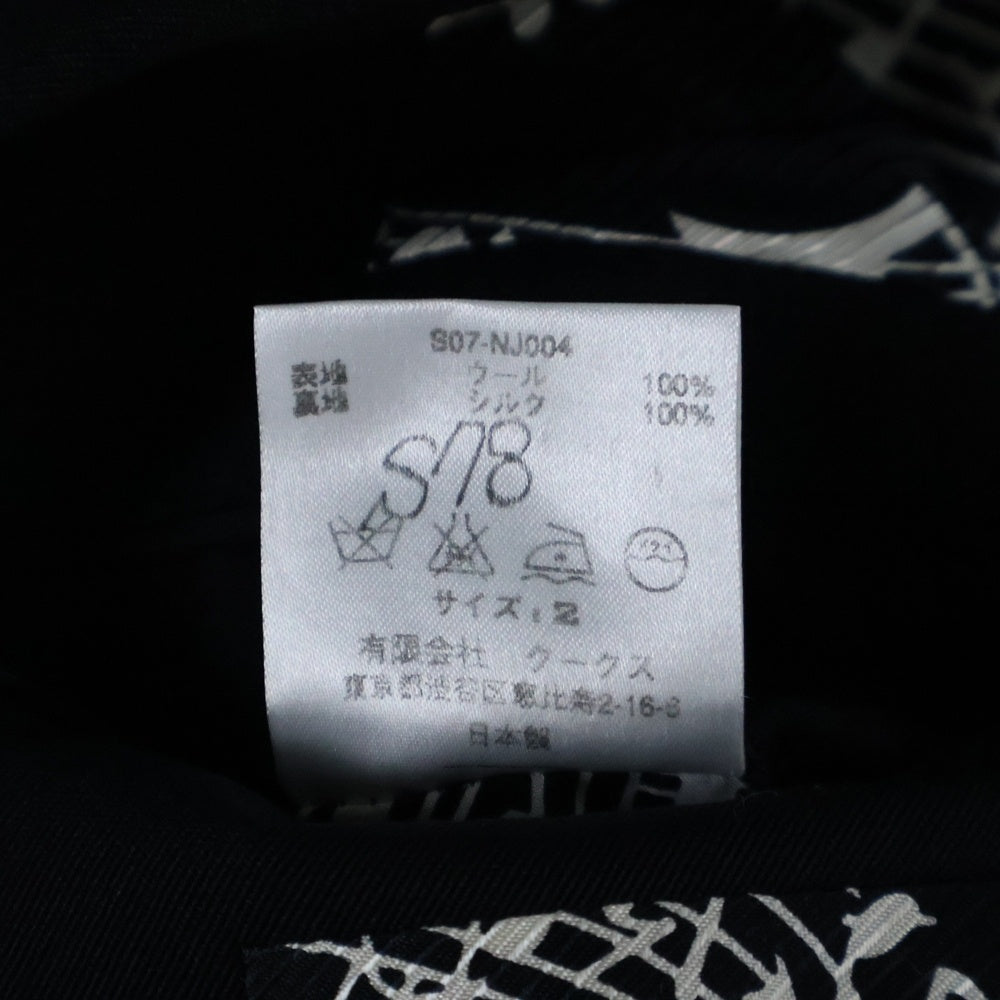 S07-NJ004
表地 ウール 100%
裏地 シルク 100%
S78
サイズ:2
有限会社 クークス
東京都渋谷区恵比寿2-16-6
日本製